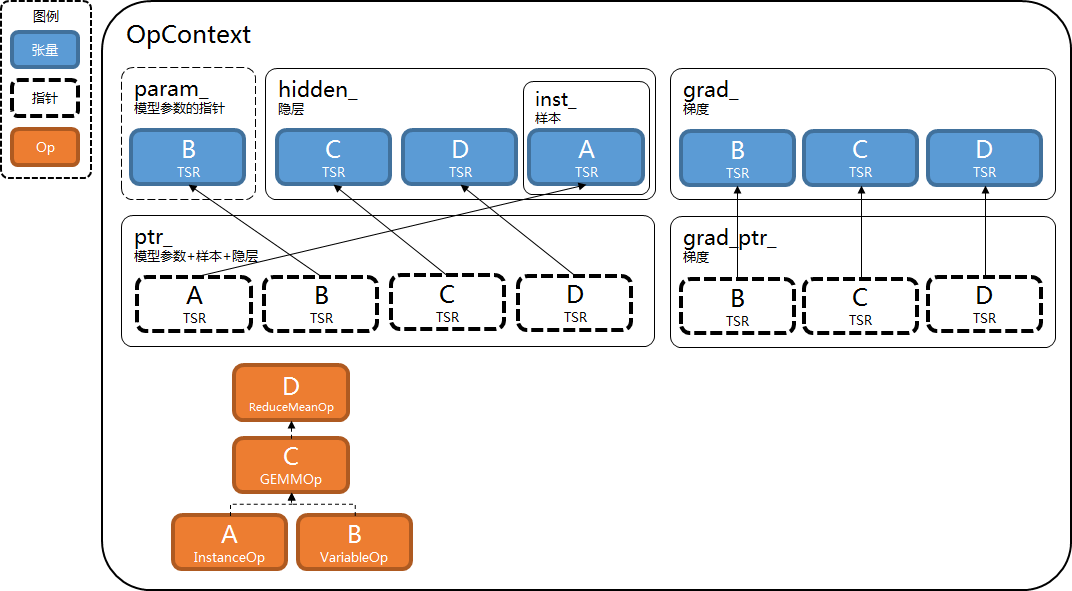 图例
张量
指针
Op
OpContext
param_
模型参数的指针
B
TSR
hidden_
隐层
C
TSR
D
TSR
inst_
样本
A
TSR
grad_
梯度
B
TSR
C
TSR
D
TSR
ptr_
模型参数+样本+隐层
A
TSR
B
TSR
C
TSR
D
TSR
grad_ptr_
梯度
B
TSR
C
TSR
D
TSR
D
ReduceMeanOp
C
GEMMOp
A
InstanceOp
B
VariableOp